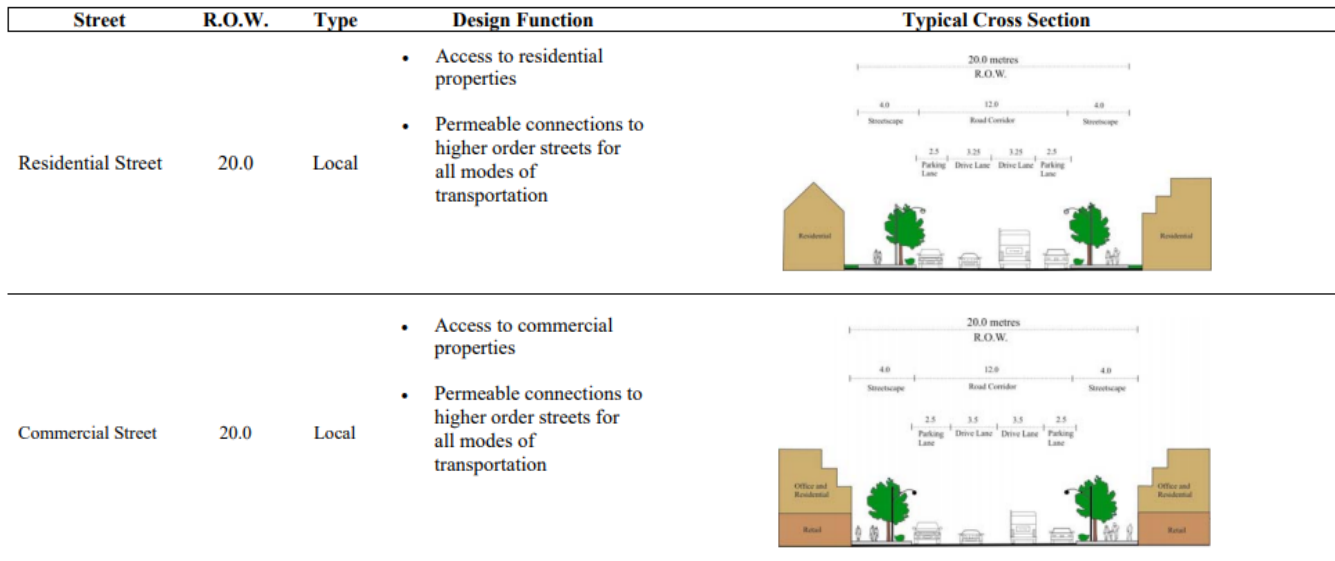 Street R.O.W. Type Design Function Typical Cross Section
Residential Street 20.0 Local
• Access to residential
properties
• Permeable connections to
higher order streets for
all modes of
transportation
20.0 metres
R.O.W.
4.0 12.0 4.0
Streetscape Road Corridor Streetscape
2.5 3.25 3.25 2.5
Parking Drive Lane Drive Lane Parking
Lane Lane
Residential Residential
Commercial Street 20.0 Local
• Access to commercial
properties
• Permeable connections to
higher order streets for
all modes of
transportation
20.0 metres
R.O.W.
4.0 12.0 4.0
Streetscape Road Corridor Streetscape
2.5 3.5 3.5 2.5
Parking Drive Lane Drive Lane Parking
Lane Lane
Office and Office and
Residential Residential
Retail Retail